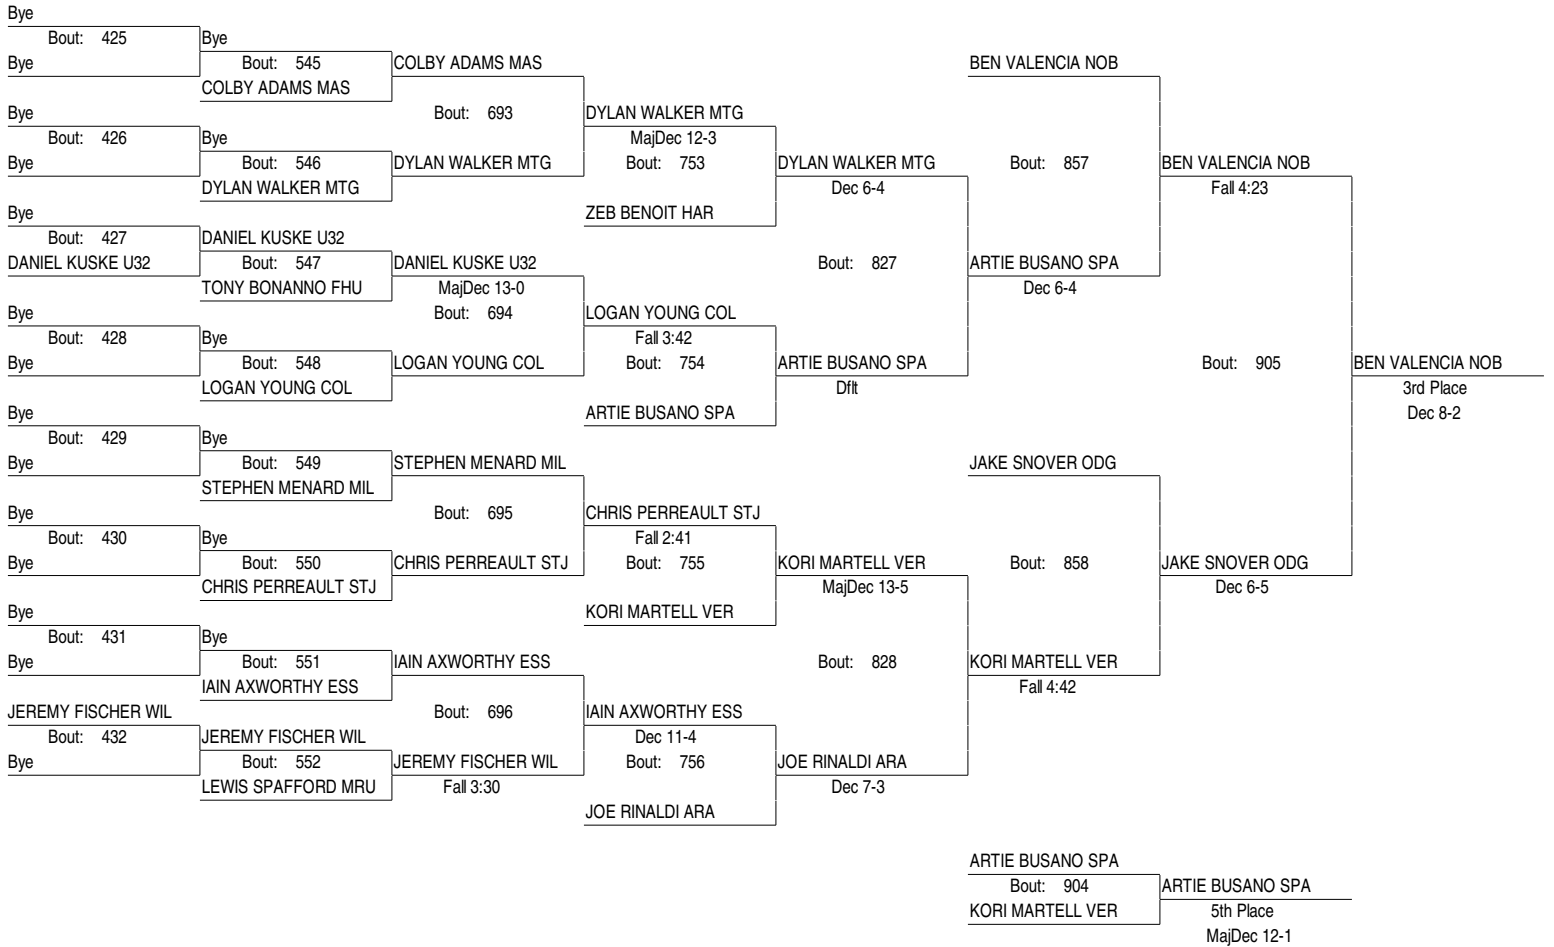 Bye
Bout: 425
Bye
Bye
Bout: 545
COLBY ADAMS MAS
COLBY ADAMS MAS
BEN VALENCIA NOB
Bye
Bout: 693
DYLAN WALKER MTG
Bout: 426
Bye
MajDec 12-3
Bye
Bout: 546
DYLAN WALKER MTG
Bout: 753
DYLAN WALKER MTG
Bout: 857
BEN VALENCIA NOB
DYLAN WALKER MTG
Dec 6-4
Fall 4:23
Bye
ZEB BENOIT HAR
Bout: 427
DANIEL KUSKE U32
DANIEL KUSKE U32
Bout: 547
DANIEL KUSKE U32
Bout: 827
ARTIE BUSANO SPA
TONY BONANNO FHU
MajDec 13-0
Dec 6-4
Bye
Bout: 694
LOGAN YOUNG COL
Bout: 428
Bye
Fall 3:42
Bye
Bout: 548
LOGAN YOUNG COL
Bout: 754
ARTIE BUSANO SPA
Bout: 905
BEN VALENCIA NOB
LOGAN YOUNG COL
Dflt
3rd Place
Bye
ARTIE BUSANO SPA
Dec 8-2
Bout: 429
Bye
Bye
Bout: 549
STEPHEN MENARD MIL
JAKE SNOVER ODG
STEPHEN MENARD MIL
Bye
Bout: 695
CHRIS PERREAULT STJ
Bout: 430
Bye
Fall 2:41
Bye
Bout: 550
CHRIS PERREAULT STJ
Bout: 755
KORI MARTELL VER
Bout: 858
JAKE SNOVER ODG
CHRIS PERREAULT STJ
MajDec 13-5
Dec 6-5
Bye
KORI MARTELL VER
Bout: 431
Bye
Bye
Bout: 551
IAIN AXWORTHY ESS
Bout: 828
KORI MARTELL VER
IAIN AXWORTHY ESS
Fall 4:42
JEREMY FISCHER WIL
Bout: 696
IAIN AXWORTHY ESS
Bout: 432
JEREMY FISCHER WIL
Dec 11-4
Bye
Bout: 552
JEREMY FISCHER WIL
Bout: 756
JOE RINALDI ARA
LEWIS SPAFFORD MRU
Fall 3:30
Dec 7-3
JOE RINALDI ARA
ARTIE BUSANO SPA
Bout: 904
ARTIE BUSANO SPA
KORI MARTELL VER
5th Place
MajDec 12-1